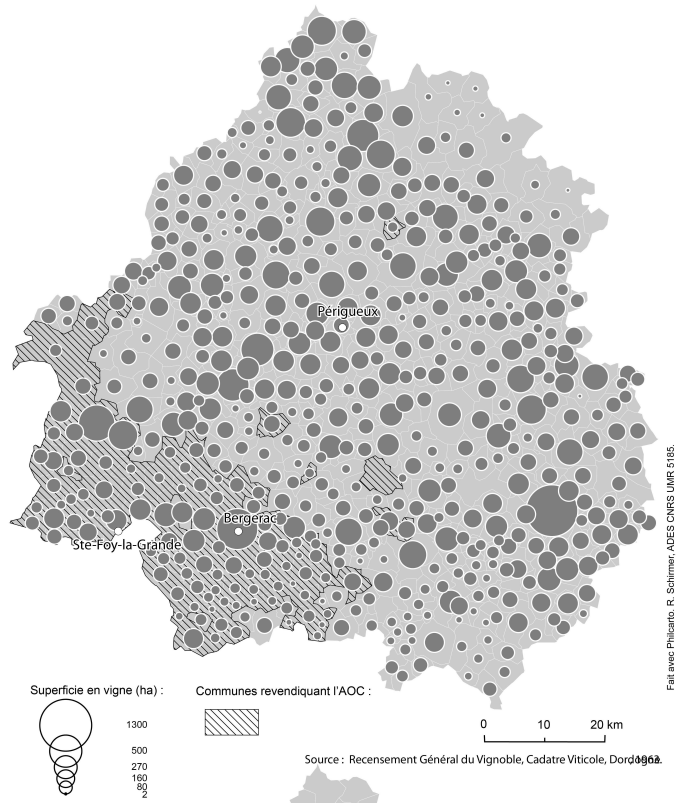 Périgueux
Bergerac
Ste-Foy-la-Grande
Fait avec Philcarto. R. Schirmer, ADES CNRS UMR 5185.
Superficie en vigne (ha) :
Communes revendiquant l'AOC :
1300
500
270
160
80
2
0 10 20 km
Source : Recensement Général du Vignoble, Cadatre Viticole, Dordogne